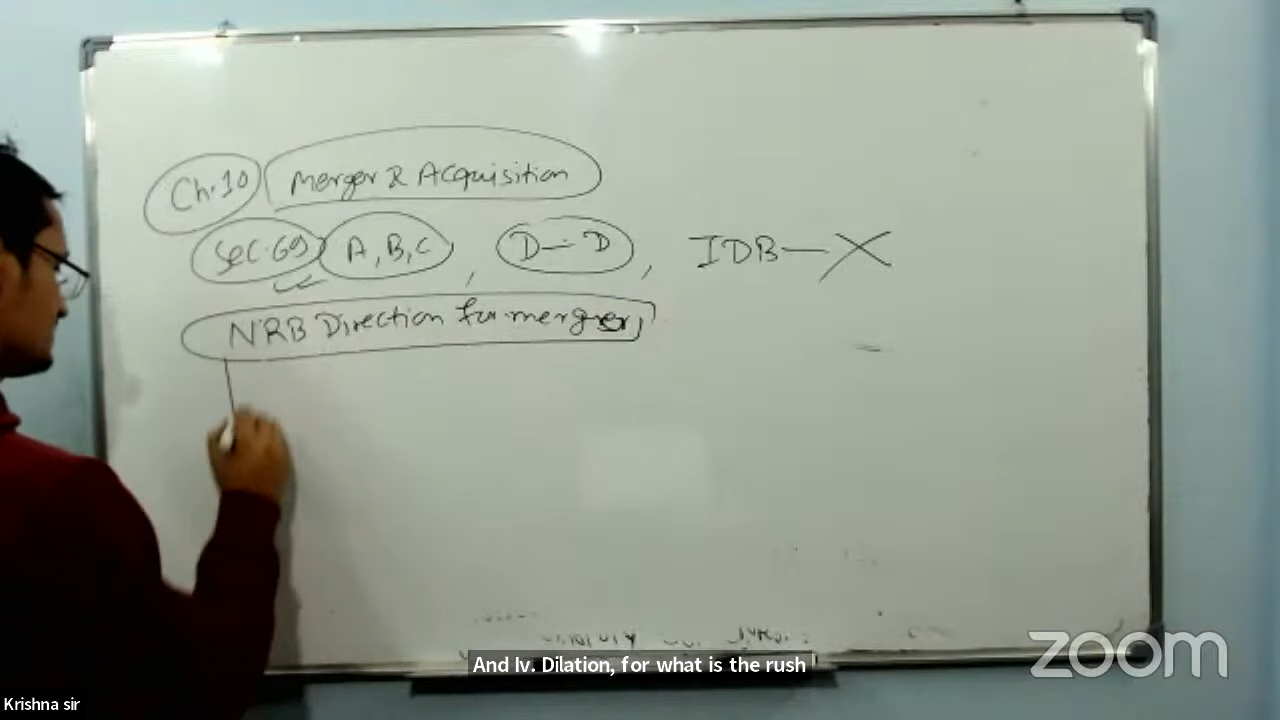 Ch.10 Merger & Acquisition
Sec.69 A, B, C, D—D, IDB—X
NRB Direction for merger,
And Iv. Dilation, for what is the rush
zoom
Krishna sir